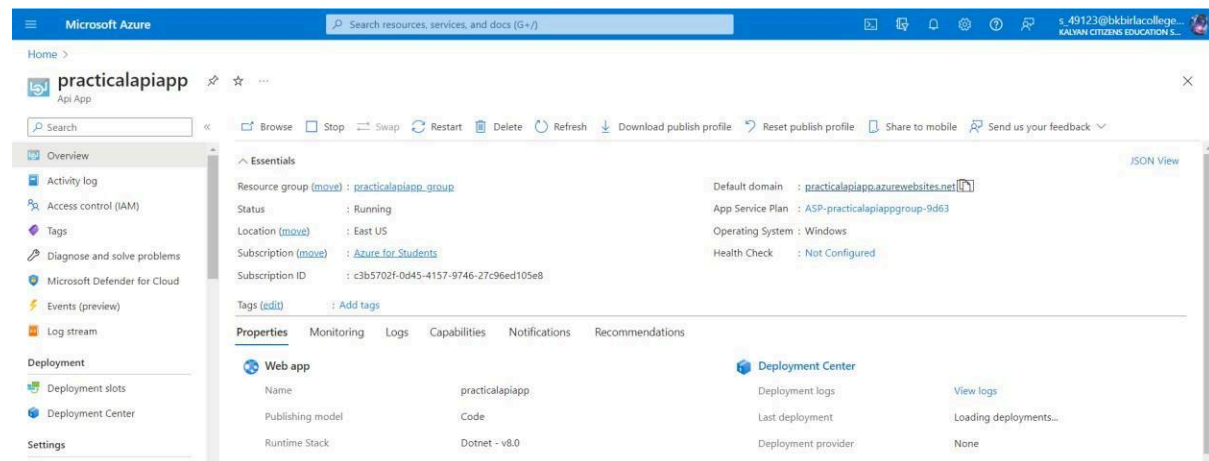 Microsoft Azure
Search resources, services, and docs (G+/)
s_49123@bkbirlacollege...
KALYAN CITIZENS EDUCATION S...
Home >
practicalapiapp
Api App
Search
Browse Stop Swap Restart Delete Refresh Download publish profile Reset publish profile Share to mobile Send us your feedback
Overview
Activity log
Access control (IAM)
Tags
Diagnose and solve problems
Microsoft Defender for Cloud
Events (preview)
Log stream
Deployment
Deployment slots
Deployment Center
Settings
Essentials
JSON View
Resource group (move) : practicalapiapp_group
Status : Running
Location (move) : East US
Subscription (move) : Azure for Students
Subscription ID : c3b5702f-0d45-4157-9746-27c96ed105e8
Default domain : practicalapiapp.azurewebsites.net
App Service Plan : ASP-practicalapiappgroup-9d63
Operating System : Windows
Health Check : Not Configured
Tags (edit) : Add tags
Properties Monitoring Logs Capabilities Notifications Recommendations
Web app
Name practicalapiapp
Publishing model Code
Runtime Stack Dotnet - v8.0
Deployment Center
Deployment logs View logs
Last deployment Loading deployments...
Deployment provider None